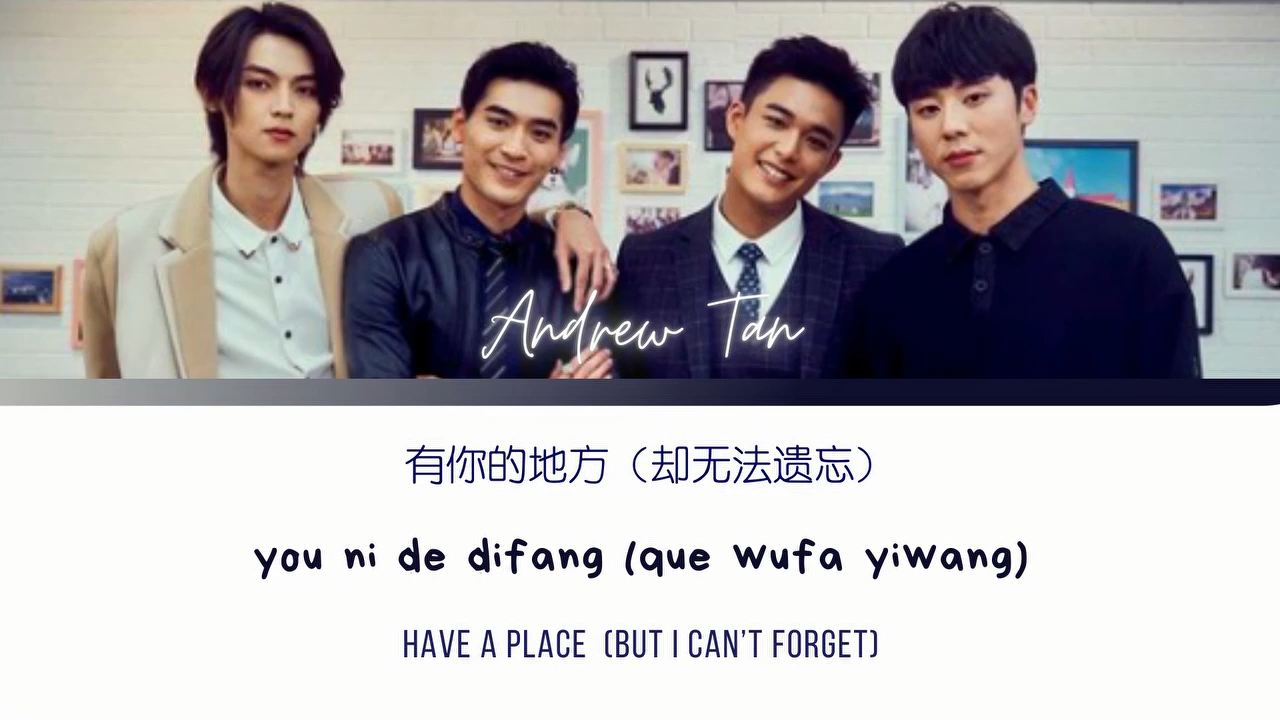 Andrew Tan
有你的地方（却无法遗忘）
you ni de difang (que wufa yiwang)
HAVE A PLACE (BUT I CAN'T FORGET)